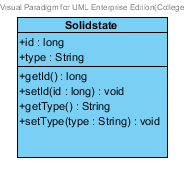 Visual Paradigm for UML Enterprise Edition(College
Solidstate
+id : long
+type : String
+getId() : long
+setId(id : long) : void
+getType() : String
+setType(type : String) : void